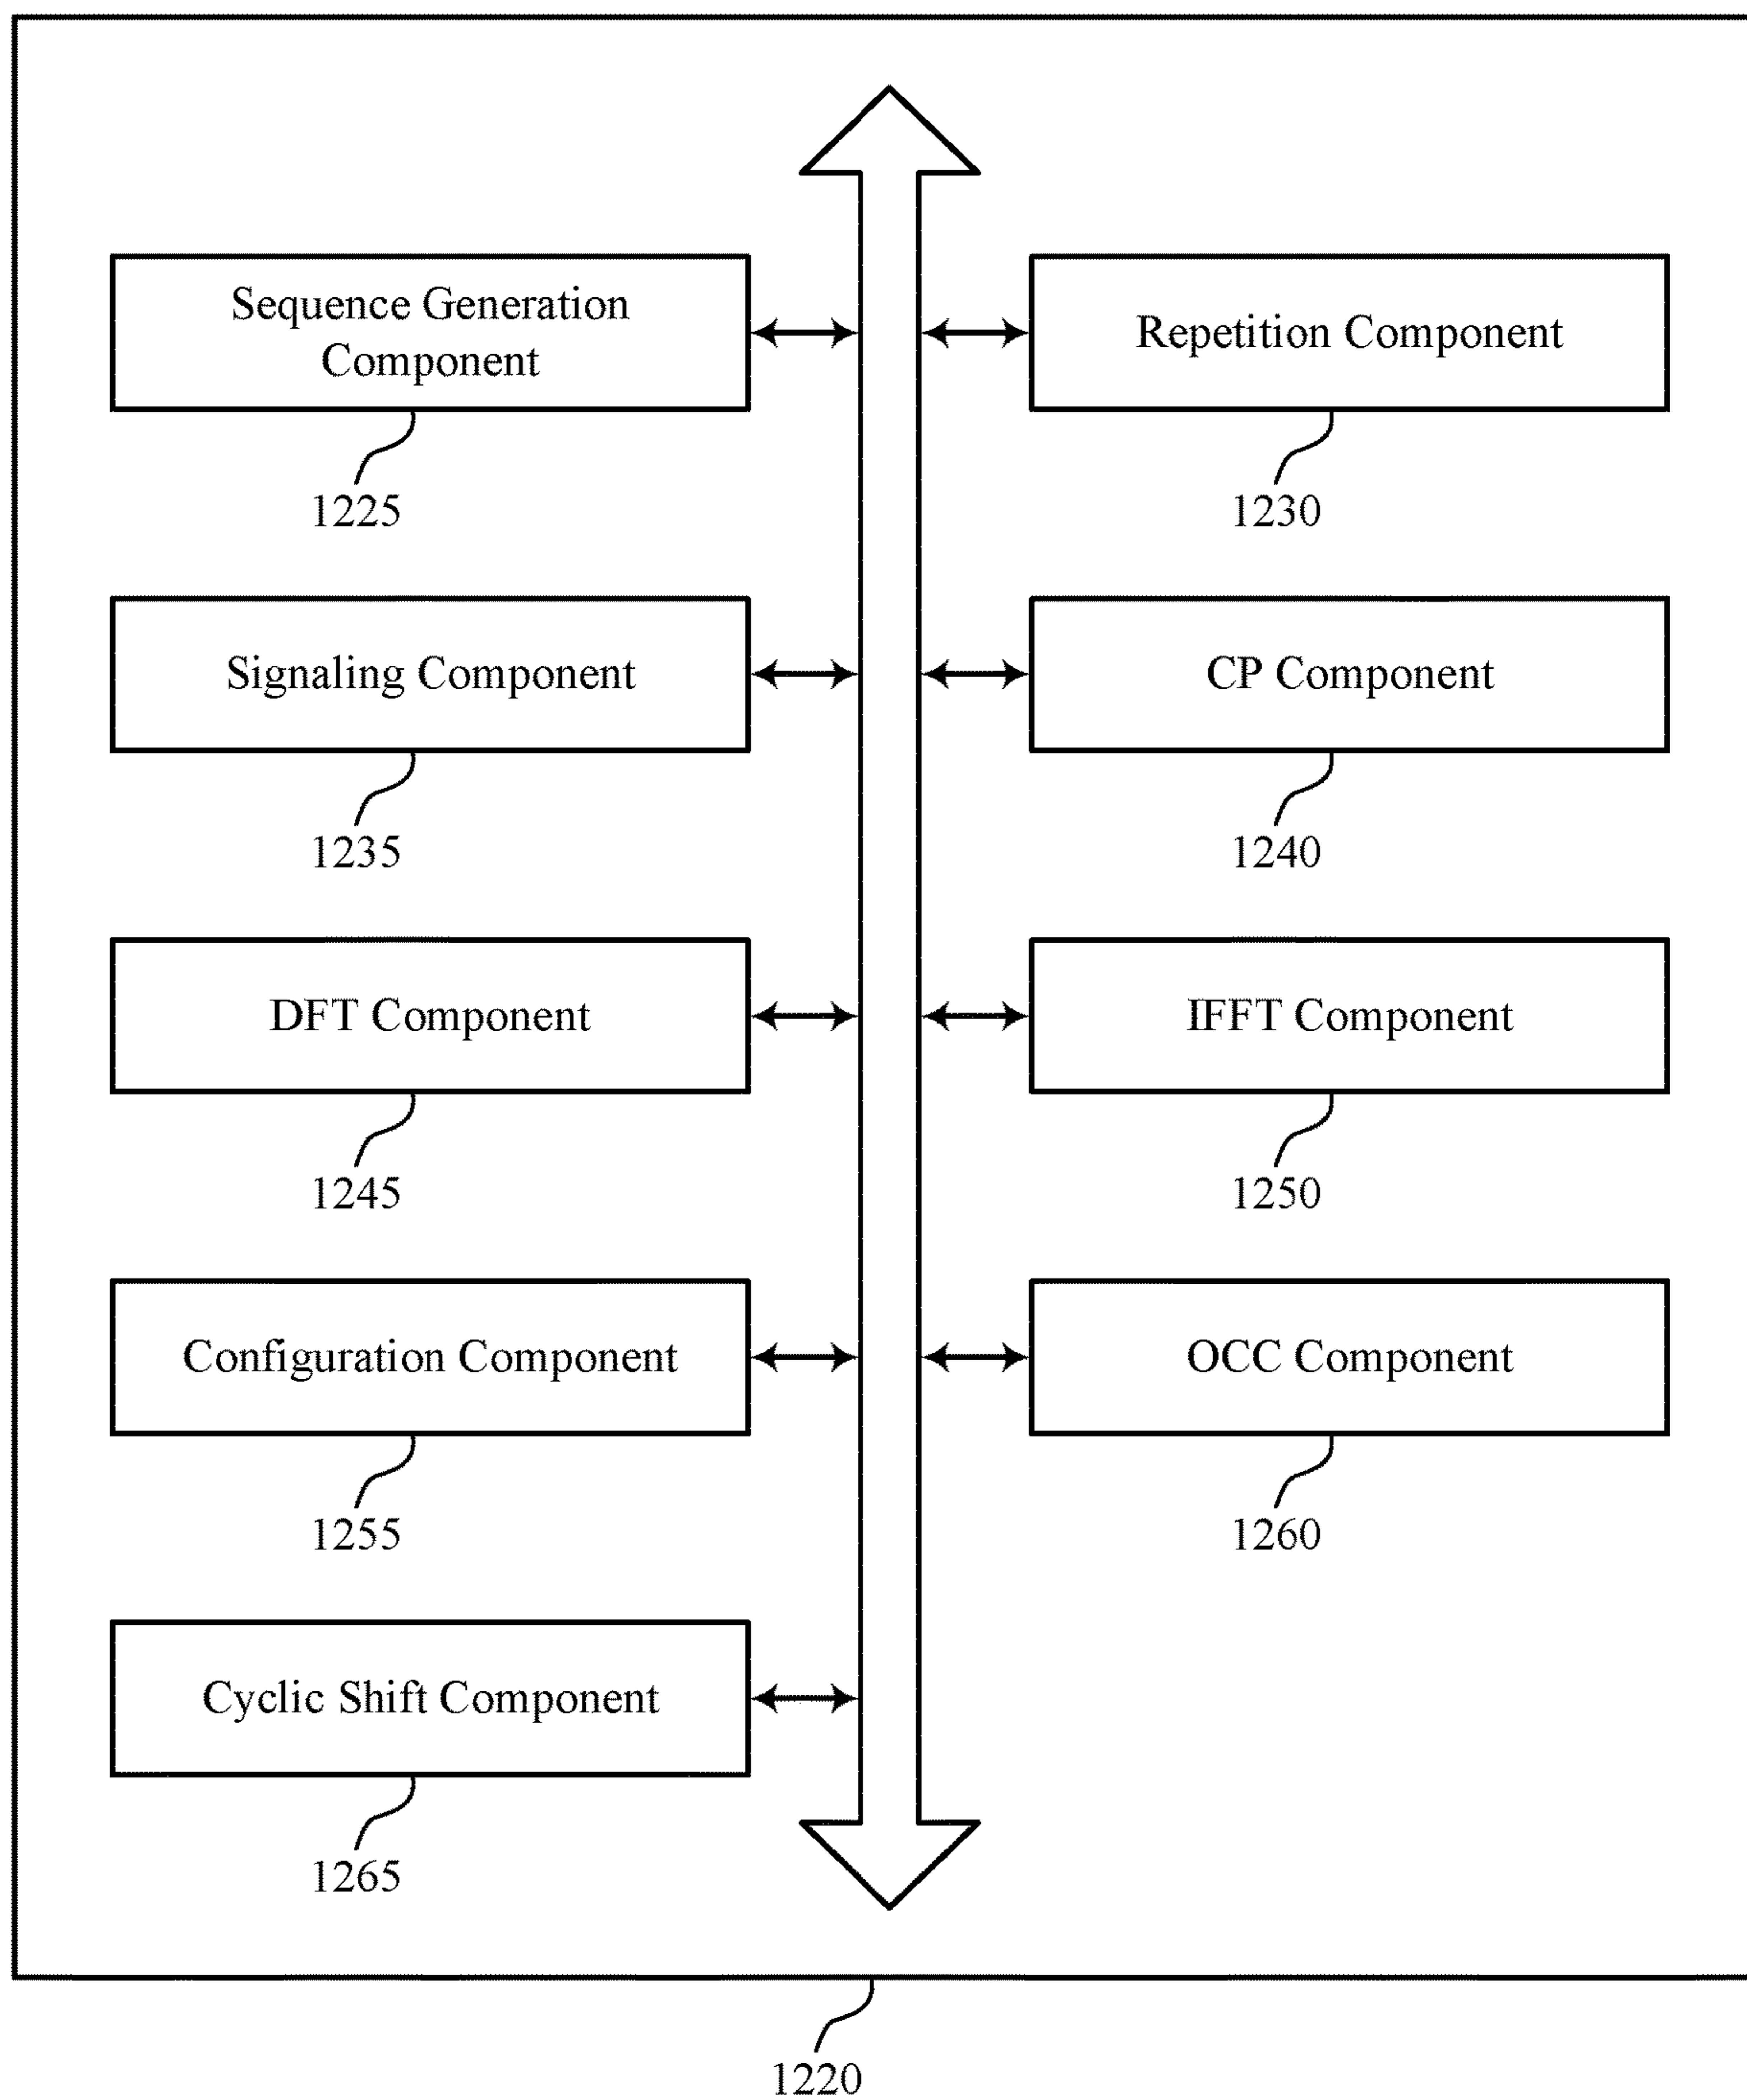 Sequence Generation
Component
1225
Repetition Component
1230
Signaling Component
1235
CP Component
1240
DFT Component
1245
IFFT Component
1250
Configuration Component
1255
OCC Component
1260
Cyclic Shift Component
1265
1220